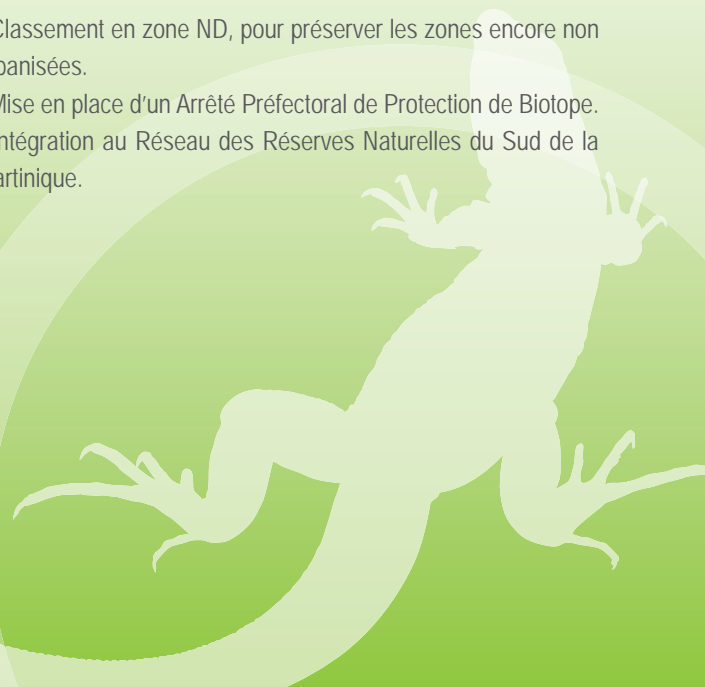 Classement en zone ND, pour préserver les zones encore non
banisées.
Mise en place d'un Arrêté Préfectoral de Protection de Biotope.
ntégration au Réseau des Réserves Naturelles du Sud de la
artinique.